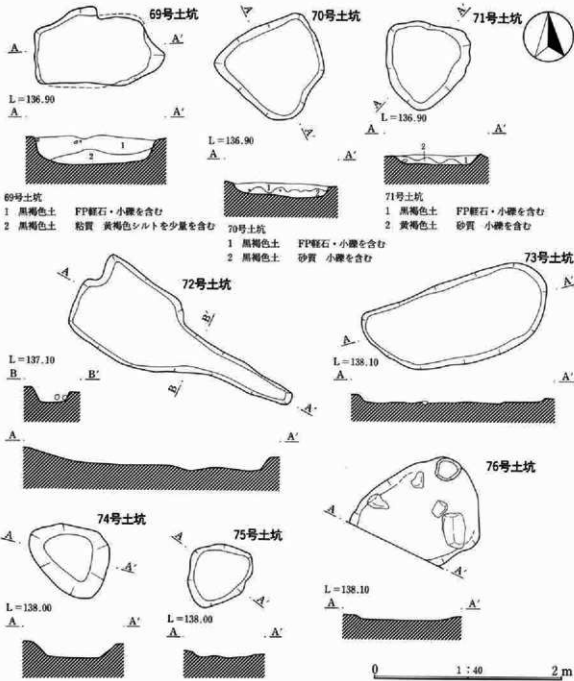 69号土坑
A A'
L=136.90
A A'
1
2
69号土坑
1 黒褐色土 FP軽石・小礫を含む
2 黒褐色土 粘質 黄褐色シルトを少量を含む
70号土坑
A
A'
L=136.90
A A'
1
70号土坑
1 黒褐色土 FP軽石・小礫を含む
2 黒褐色土 砂質 小礫を含む
71号土坑
A'
A
L=136.90
A A'
2
71号土坑
1 黒褐色土 FP軽石・小礫を含む
2 黄褐色土 砂質 小礫を含む
72号土坑
A
B'
B
A'
L=137.10
B B'
A A'
73号土坑
A'
A
L=138.10
A A'
74号土坑
A
A'
L=138.00
A A'
75号土坑
A
A'
L=138.00
A A'
76号土坑
A
A'
L=138.10
A A'
0 1:40 2m